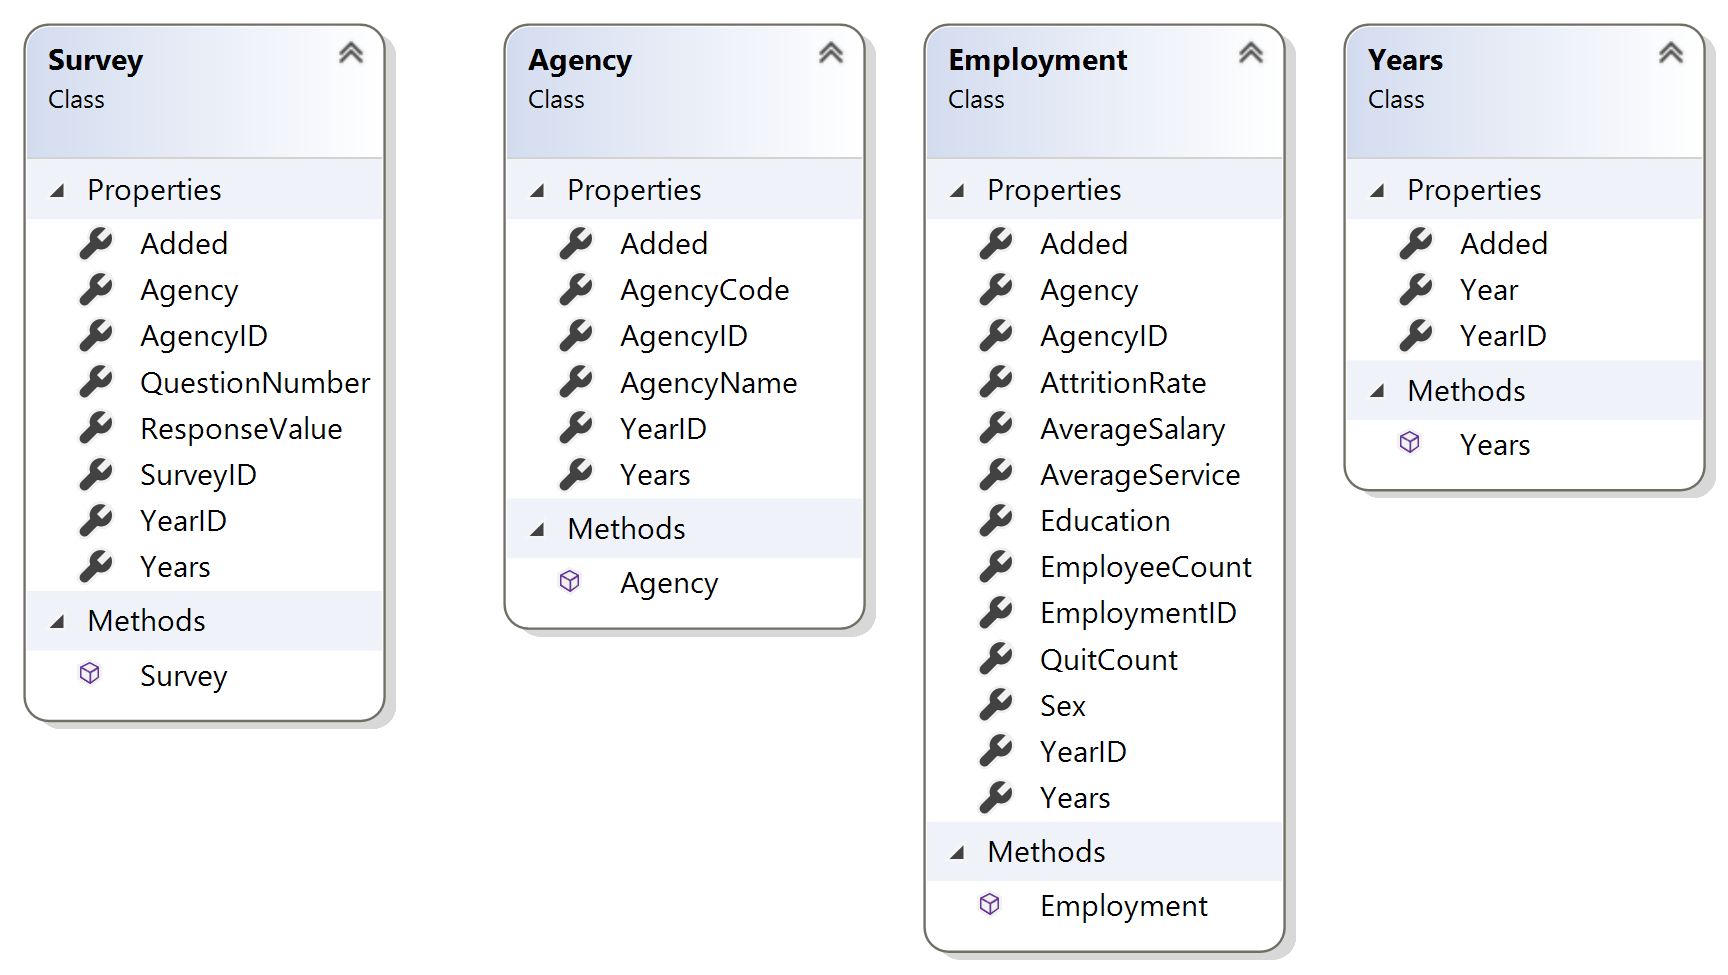 Survey
Class
Properties
Added
Agency
AgencyID
QuestionNumber
ResponseValue
SurveyID
YearID
Years
Methods
Survey
Agency
Class
Properties
Added
AgencyCode
AgencyID
AgencyName
YearID
Years
Methods
Agency
Employment
Class
Properties
Added
Agency
AgencyID
AttritionRate
AverageSalary
AverageService
Education
EmployeeCount
EmploymentID
QuitCount
Sex
YearID
Years
Methods
Employment
Years
Class
Properties
Added
Year
YearID
Methods
Years